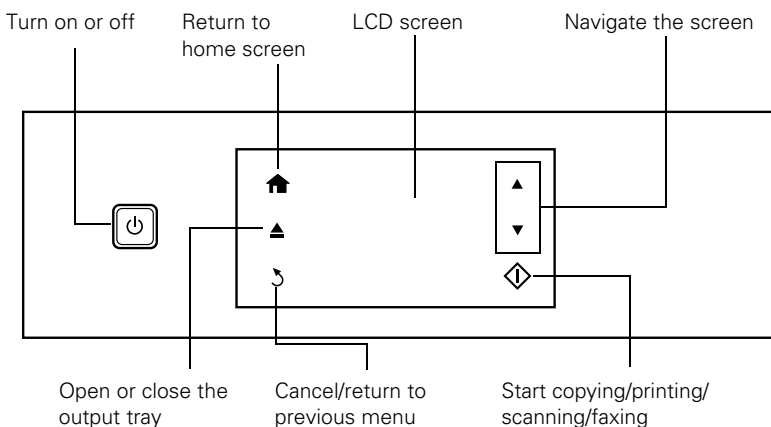 Turn on or off
Return to
home screen
LCD screen
Navigate the screen
Open or close the
output tray
Cancel/return to
previous menu
Start copying/printing/
scanning/faxing